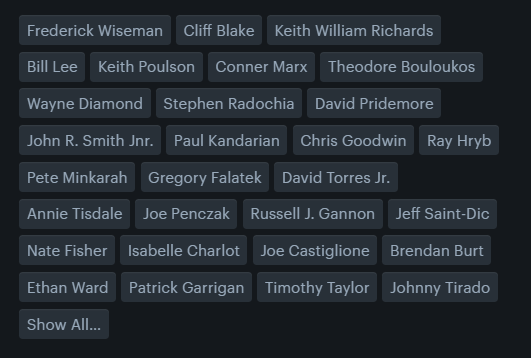 Frederick Wiseman Cliff Blake Keith William Richards
Bill Lee Keith Poulson Conner Marx Theodore Bouloukos
Wayne Diamond Stephen Radochia David Pridemore
John R. Smith Jnr. Paul Kandarian Chris Goodwin Ray Hryb
Pete Minkarah Gregory Falatek David Torres Jr.
Annie Tisdale Joe Penczak Russell J. Gannon Jeff Saint-Dic
Nate Fisher Isabelle Charlot Joe Castiglione Brendan Burt
Ethan Ward Patrick Garrigan Timothy Taylor Johnny Tirado
Show All...